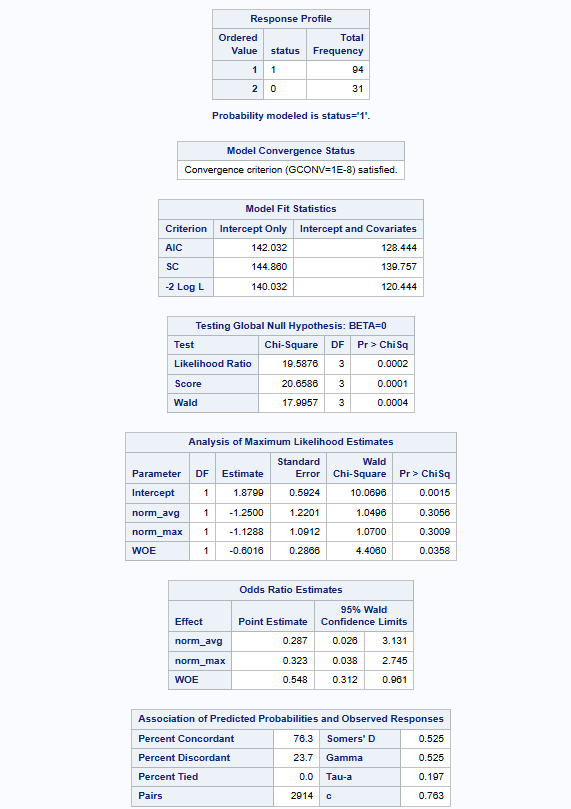 Response Profile
Ordered Value status Total Frequency
1 1 94
2 0 31
Probability modeled is status='1'.
Model Convergence Status
Convergence criterion (GCONV=1E-8) satisfied.
Model Fit Statistics
Criterion Intercept Only Intercept and Covariates
AIC 142.032 128.444
SC 144.860 139.757
-2 Log L 140.032 120.444
Testing Global Null Hypothesis: BETA=0
Test Chi-Square DF Pr > ChiSq
Likelihood Ratio 19.5876 3 0.0002
Score 20.6586 3 0.0001
Wald 17.9957 3 0.0004
Analysis of Maximum Likelihood Estimates
Parameter DF Estimate Standard Error Wald Chi-Square Pr > ChiSq
Intercept 1 1.8799 0.5924 10.0696 0.0015
norm_avg 1 -1.2500 1.2201 1.0496 0.3056
norm_max 1 -1.1288 1.0912 1.0700 0.3009
WOE 1 -0.6016 0.2866 4.4060 0.0358
Odds Ratio Estimates
Effect Point Estimate 95% Wald Confidence Limits
norm_avg 0.287 0.026 3.131
norm_max 0.323 0.038 2.745
WOE 0.548 0.312 0.961
Association of Predicted Probabilities and Observed Responses
Percent Concordant 76.3 Somers' D 0.525
Percent Discordant 23.7 Gamma 0.525
Percent Tied 0.0 Tau-a 0.197
Pairs 2914 c 0.763